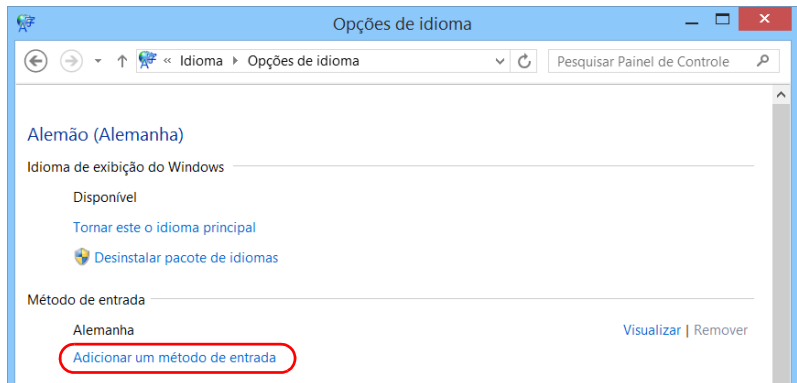 Opções de idioma
« Idioma Opções de idioma Pesquisar Painel de Controle
Alemão (Alemanha)
Idioma de exibição do Windows
Disponível
Tornar este o idioma principal
Desinstalar pacote de idiomas
Método de entrada
Alemanha Visualizar | Remover
Adicionar um método de entrada